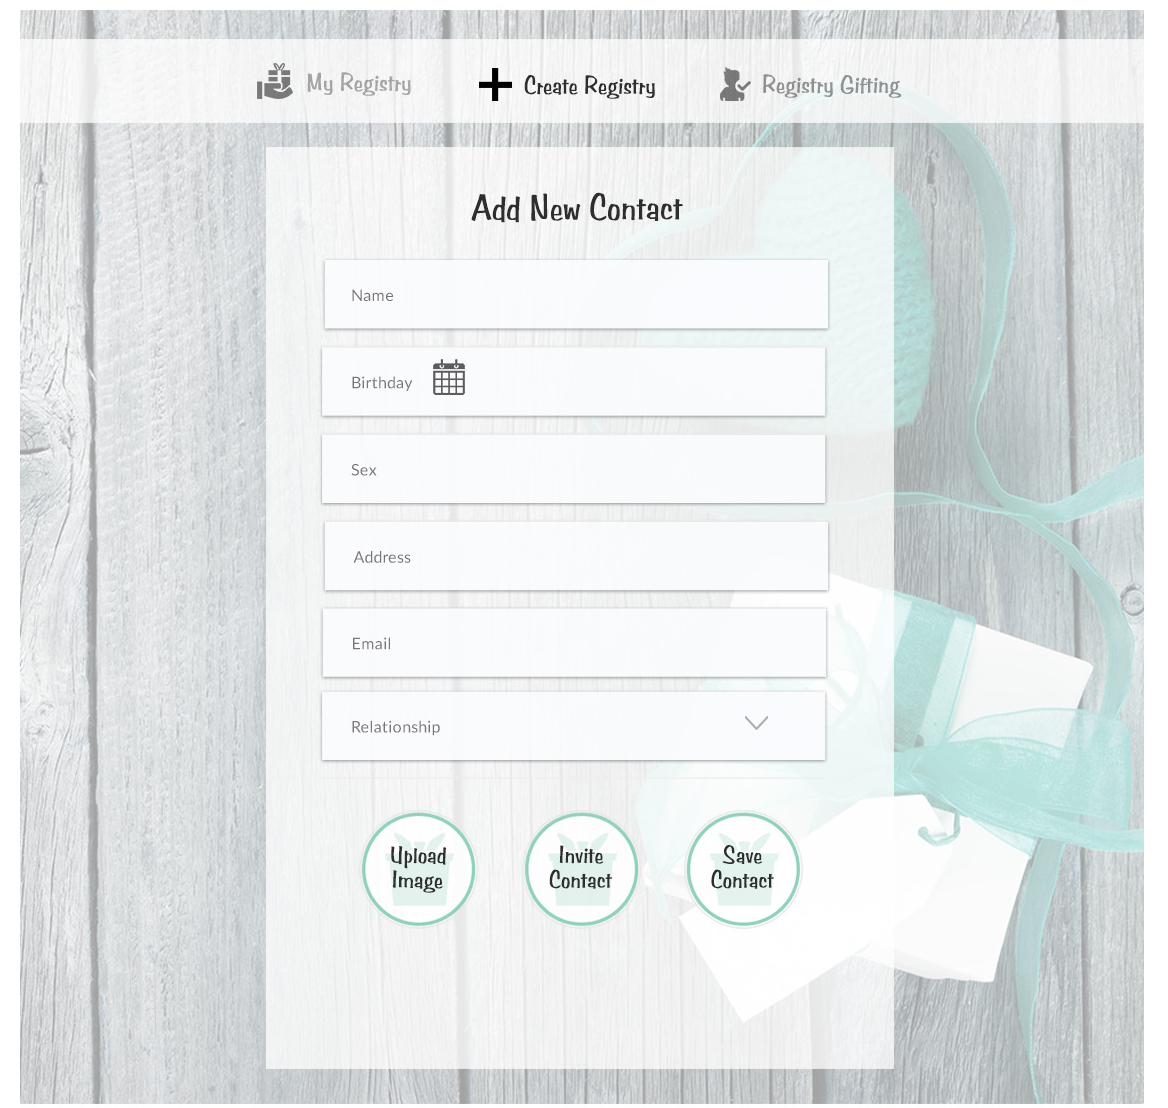 My Registry
Create Registry
Registry Gifting
Add New Contact
Name
Birthday
Sex
Address
Email
Relationship
Upload
Image
Invite
Contact
Save
Contact